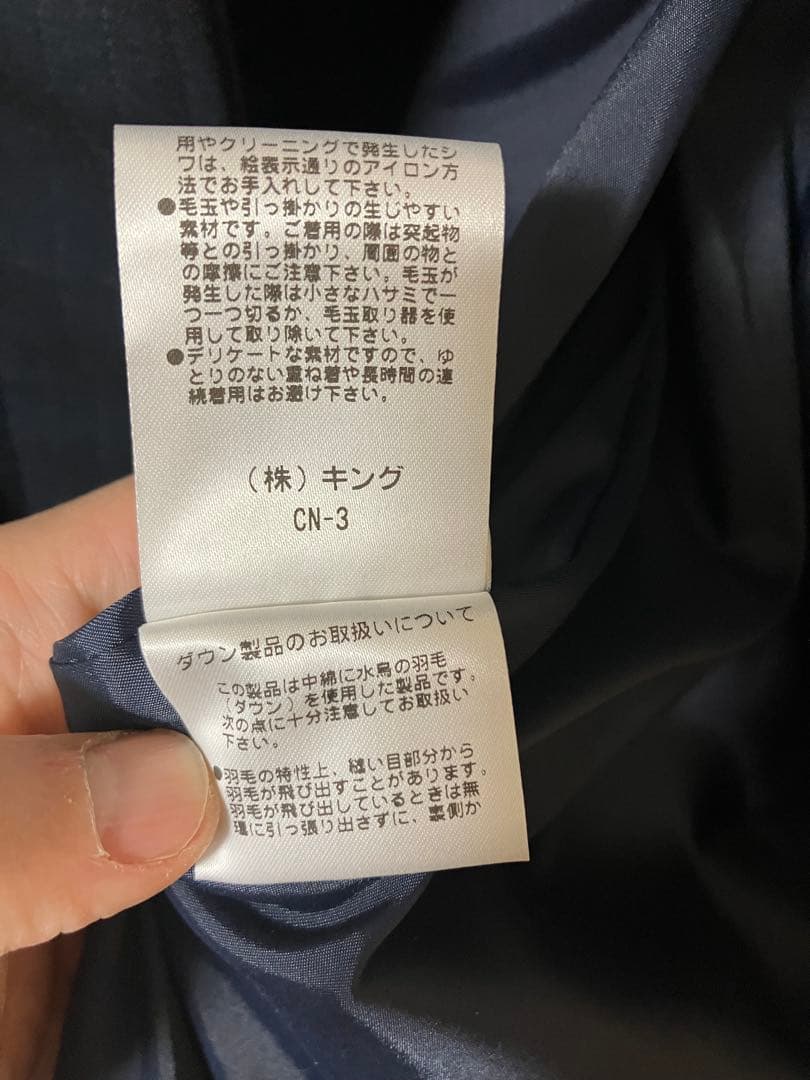 用やクリーニングで発生したシ
ワは、絵表示通りのアイロン方
法でお手入れして下さい。
●毛玉や引っ掛かりの生じやすい
素材です。ご着用の際は突起物
等との引っ掛かり、周囲の物と
の摩擦にご注意下さい。毛玉が
発生した際は小さなハサミで一
つ一つ切るか、毛玉取り器を使
用して取り除いて下さい。
●デリケートな素材ですので、ゆ
とりのない重ね着や長時間の連
続着用はお避け下さい。
（株）キング
CN-3
ダウン製品のお取扱いについて
この製品は中綿に水鳥の羽毛
（ダウン）を使用した製品です。
次の点に十分注意してお取扱い
下さい。
●羽毛の特性上、縫い目部分から
羽毛が飛び出すことがあります。
羽毛が飛び出しているときは無
理に引っ張り出さずに、裏側か